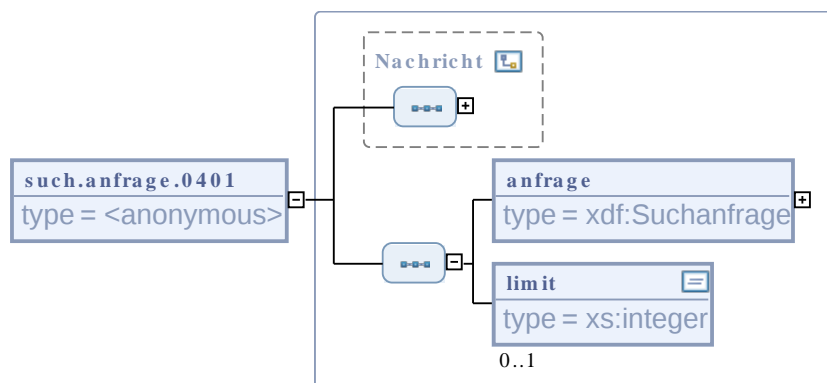 Nachricht
such.anfrage.0401
type = <anonymous>
anfrage
type = xdf:Suchanfrage
limit
type = xs:integer
0..1